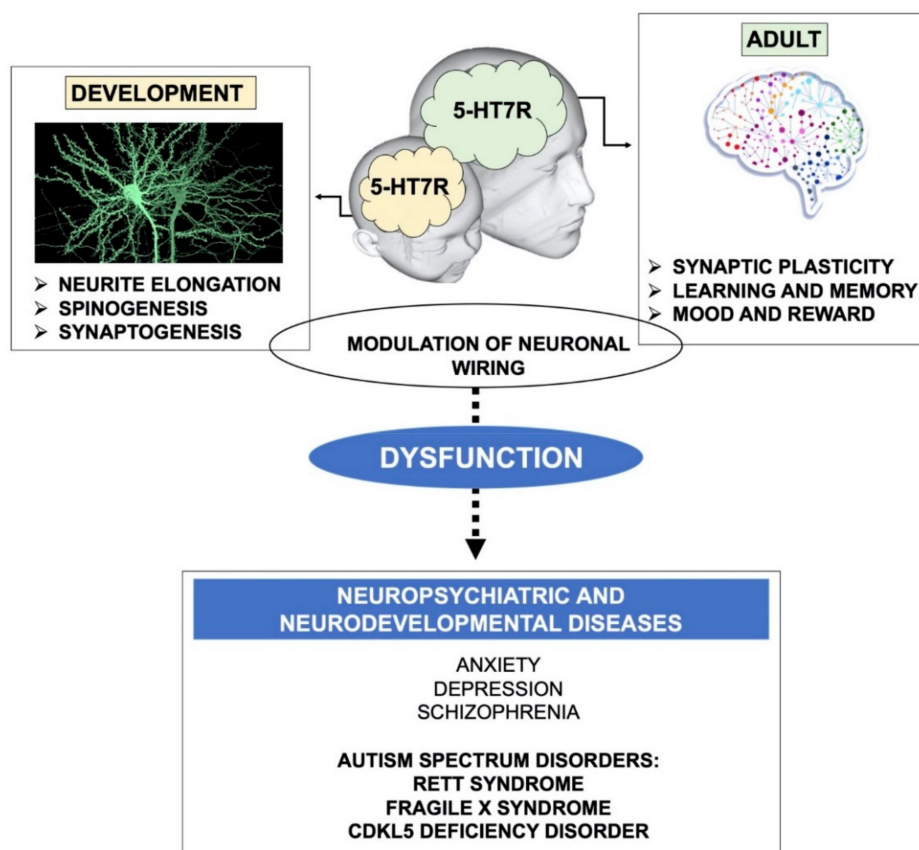 DEVELOPMENT
➢ NEURITE ELONGATION
➢ SPINOGENESIS
➢ SYNAPTOGENESIS
5-HT7R
5-HT7R
ADULT
➢ SYNAPTIC PLASTICITY
➢ LEARNING AND MEMORY
➢ MOOD AND REWARD
MODULATION OF NEURONAL
WIRING
DYSFUNCTION
NEUROPSYCHIATRIC AND
NEURODEVELOPMENTAL DISEASES
ANXIETY
DEPRESSION
SCHIZOPHRENIA
AUTISM SPECTRUM DISORDERS:
RETT SYNDROME
FRAGILE X SYNDROME
CDKL5 DEFICIENCY DISORDER